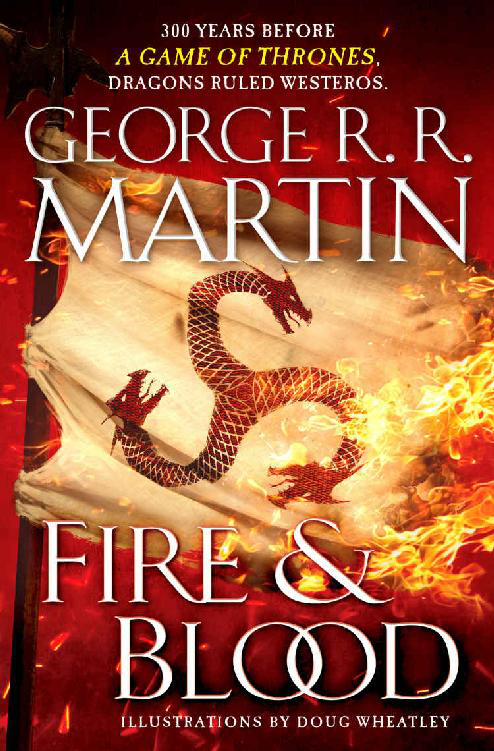 300 YEARS BEFORE
A GAME OF THRONES,
DRAGONS RULED WESTEROS.
GEORGE R. R.
MARTIN
FIRE &
BLOOD
ILLUSTRATIONS BY DOUG WHEATLEY